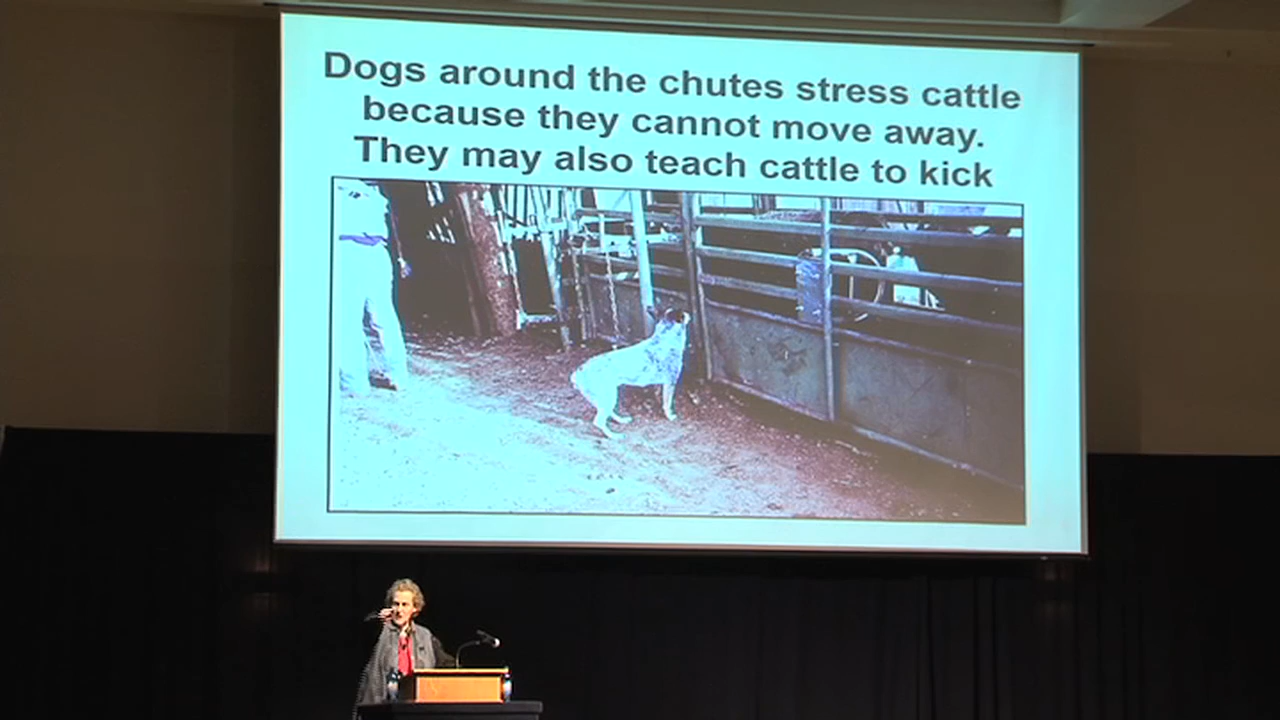 Dogs around the chutes stress cattle
because they cannot move away.
They may also teach cattle to kick